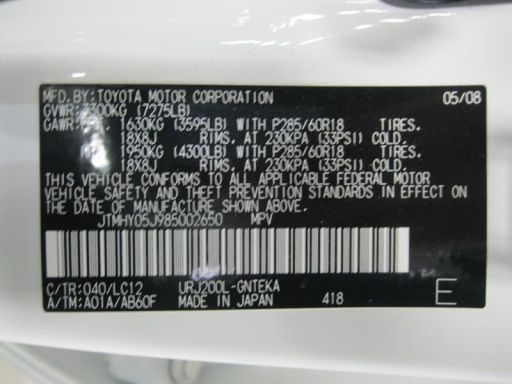 MFD.BY:TOYOTA MOTOR CORPORATION 05/08
GVWR:3300KG (7275LB)
GAWR: 1630KG (3595LB) WITH P285/60R18 TIRES.
18X8J RIMS, AT 230KPA (33PSI) COLD.
1950KG (4300LB) WITH P285/60R18 TIRES.
18X8J RIMS, AT 230KPA (33PSI) COLD.
THIS VEHICLE CONFORMS TO ALL APPLICABLE FEDERAL MOTOR
VEHICLE SAFETY AND THEFT PREVENTION STANDARDS IN EFFECT ON
THE DATE OF MANUFACTURE SHOWN ABOVE.
JTMHY05J985002650 MPV
C/TR:040/LC12 URJ200L-GNTEKA
A/TM:A01A/AB60F MADE IN JAPAN 418 E